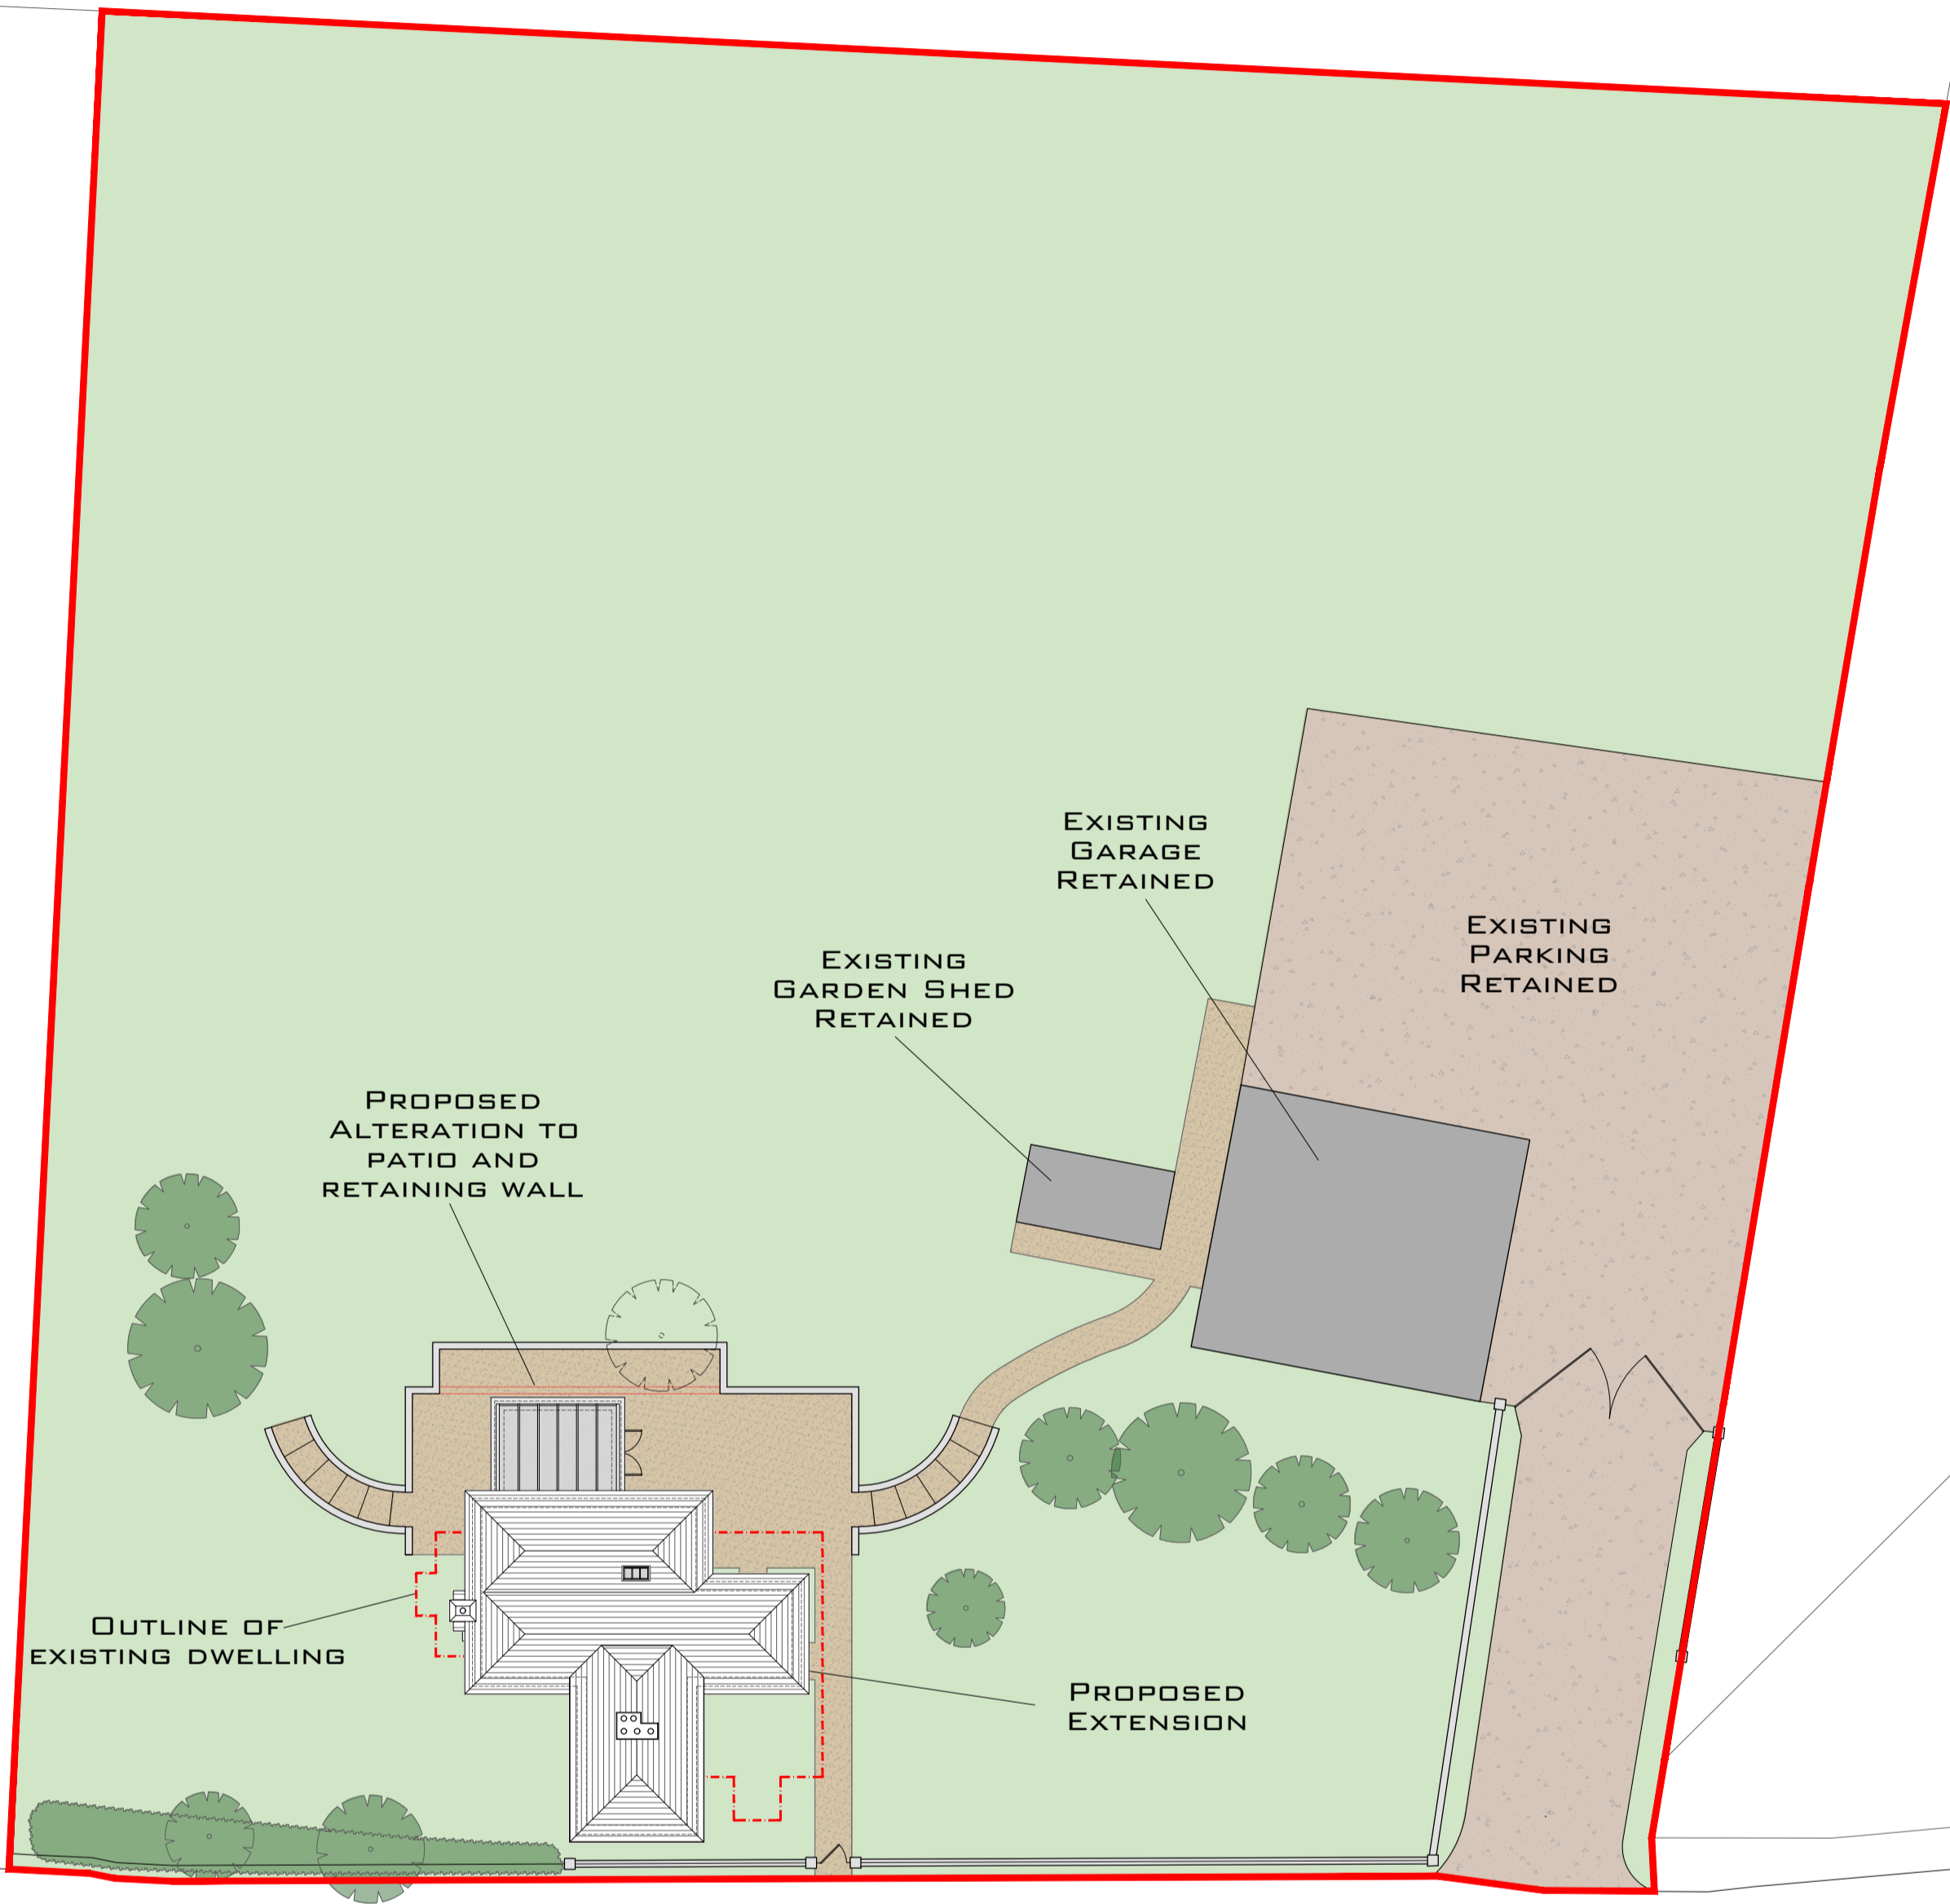 Existing
Garage
Retained
Existing
Parking
Retained
Existing
Garden Shed
Retained
Proposed
Alteration to
patio and
retaining wall
Outline of
existing dwelling
Proposed
Extension